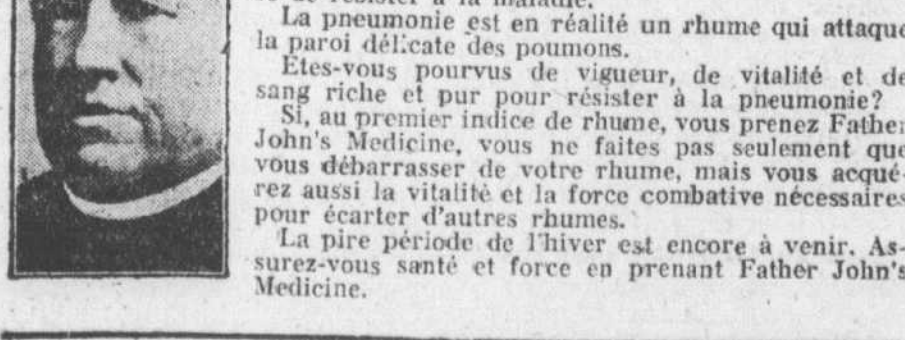 de résister à la maladie.
La pneumonie est en réalité un rhume qui attaque
la paroi délicate des poumons.
Etes-vous pourvus de vigueur, de vitalité et de
sang riche et pur pour résister à la pneumonie?
Si, au premier indice de rhume, vous prenez Father
John's Medicine, vous ne faites pas seulement que
vous débarrasser de votre rhume, mais vous acqué-
rez aussi la vitalité et la force combative nécessaires
pour écarter d'autres rhumes.
La pire période de l'hiver est encore à venir. As-
surez-vous santé et force en prenant Father John's
Medicine.